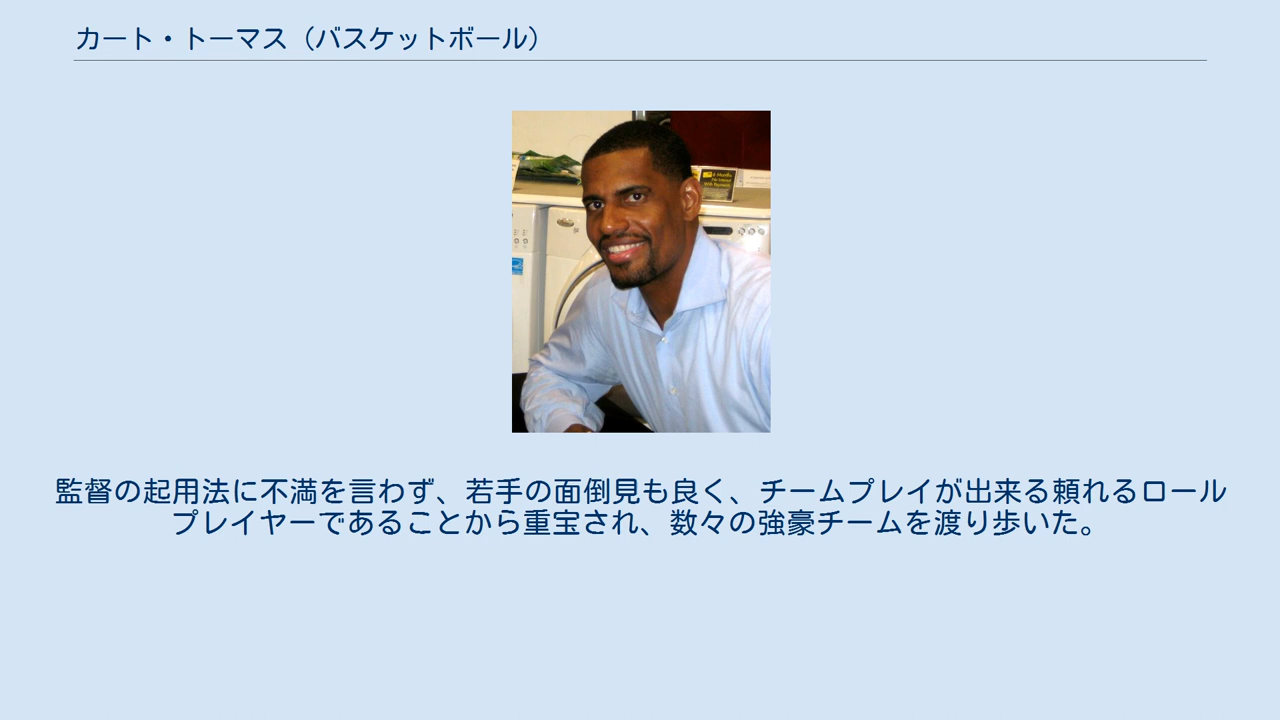 カート・トーマス（バスケットボール）
監督の起用法に不満を言わず、若手の面倒見も良く、チームプレイが出来る頼れるロール
プレイヤーであることから重宝され、数々の強豪チームを渡り歩いた。